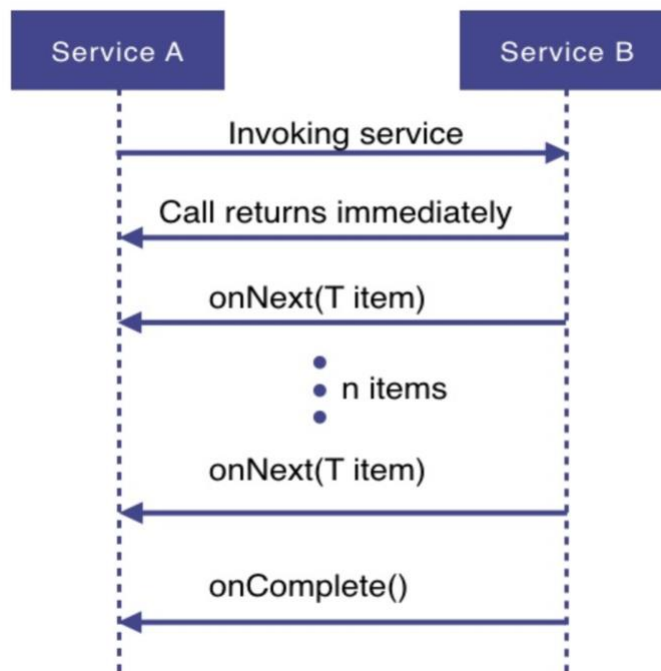 Service A
Service B
Invoking service
Call returns immediately
onNext(T item)
n items
onNext(T item)
onComplete()